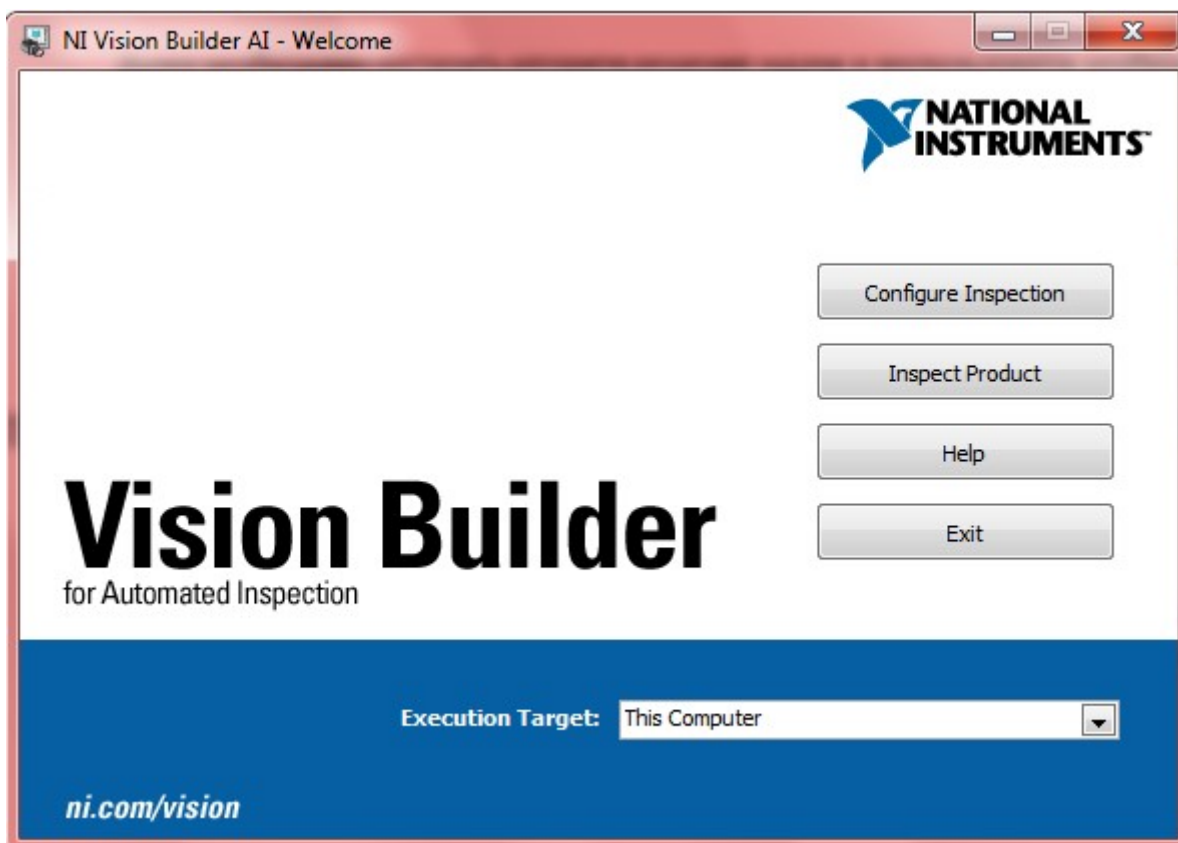 NI Vision Builder AI - Welcome
NATIONAL
INSTRUMENTS™
Configure Inspection
Inspect Product
Help
Exit
Vision Builder
for Automated Inspection
Execution Target: This Computer
ni.com/vision